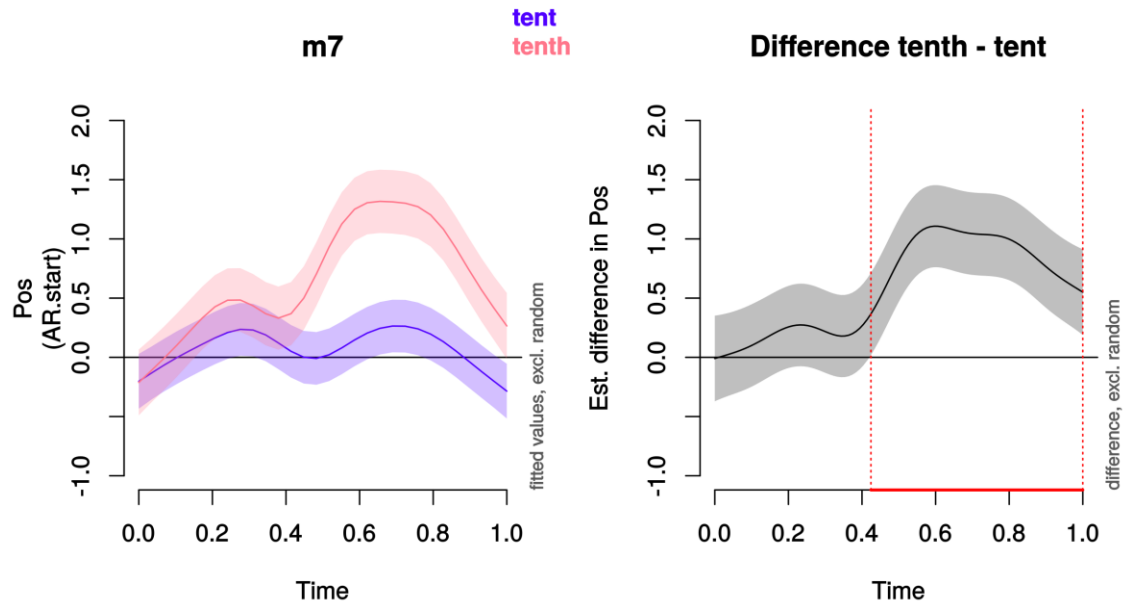 tent
tenth
m7
Pos
(AR.start)
2.0
1.5
1.0
0.5
0.0
-1.0
0.0 0.2 0.4 0.6 0.8 1.0
Time
fitted values, excl. random
Difference tenth - tent
Est. difference in Pos
2.0
1.5
1.0
0.5
0.0
-1.0
0.0 0.2 0.4 0.6 0.8 1.0
Time
difference, excl. random